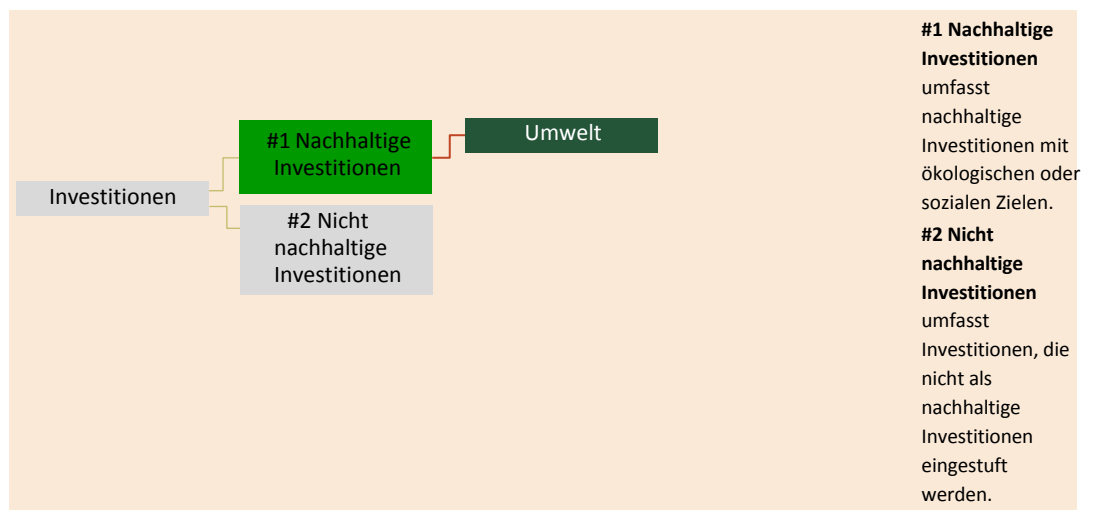 Investitionen
#1 Nachhaltige
Investitionen
Umwelt
#2 Nicht
nachhaltige
Investitionen
#1 Nachhaltige
Investitionen
umfasst
nachhaltige
Investitionen mit
ökologischen oder
sozialen Zielen.
#2 Nicht
nachhaltige
Investitionen
umfasst
Investitionen, die
nicht als
nachhaltige
Investitionen
eingestuft
werden.